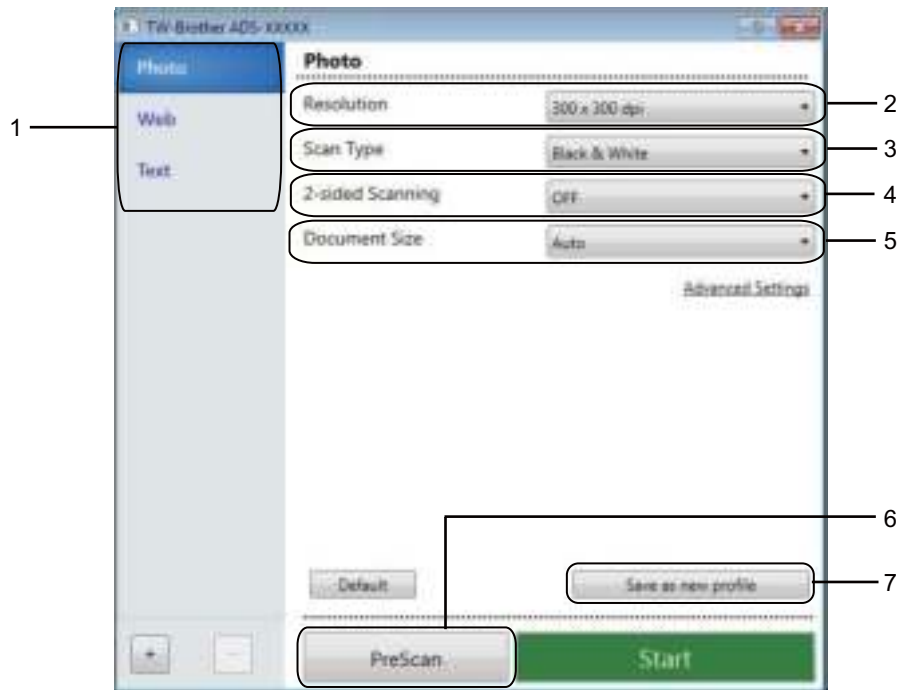 TW-Brother ADS-XXXXX
Photo
Web
Text
1
Photo
Resolution 300 x 300 dpi 2
Scan Type Black & White 3
2-sided Scanning OFF 4
Document Size Auto 5
Advanced Settings
6
Default Save as new profile 7
+ -
PreScan Start